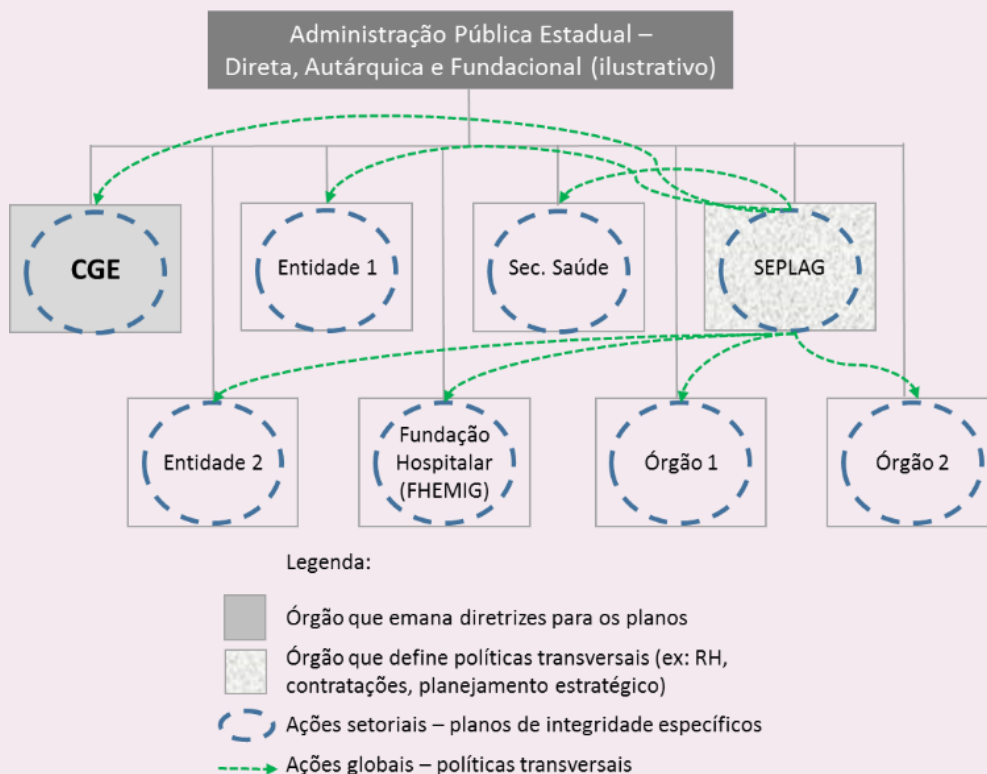 Administração Pública Estadual –
Direta, Autárquica e Fundacional (ilustrativo)
CGE
Entidade 1
Sec. Saúde
SEPLAG
Entidade 2
Fundação
Hospitalar
(FHEMIG)
Órgão 1
Órgão 2
Legenda:
Órgão que emana diretrizes para os planos
Órgão que define políticas transversais (ex: RH,
contratações, planejamento estratégico)
Ações setoriais – planos de integridade específicos
Ações globais – políticas transversais